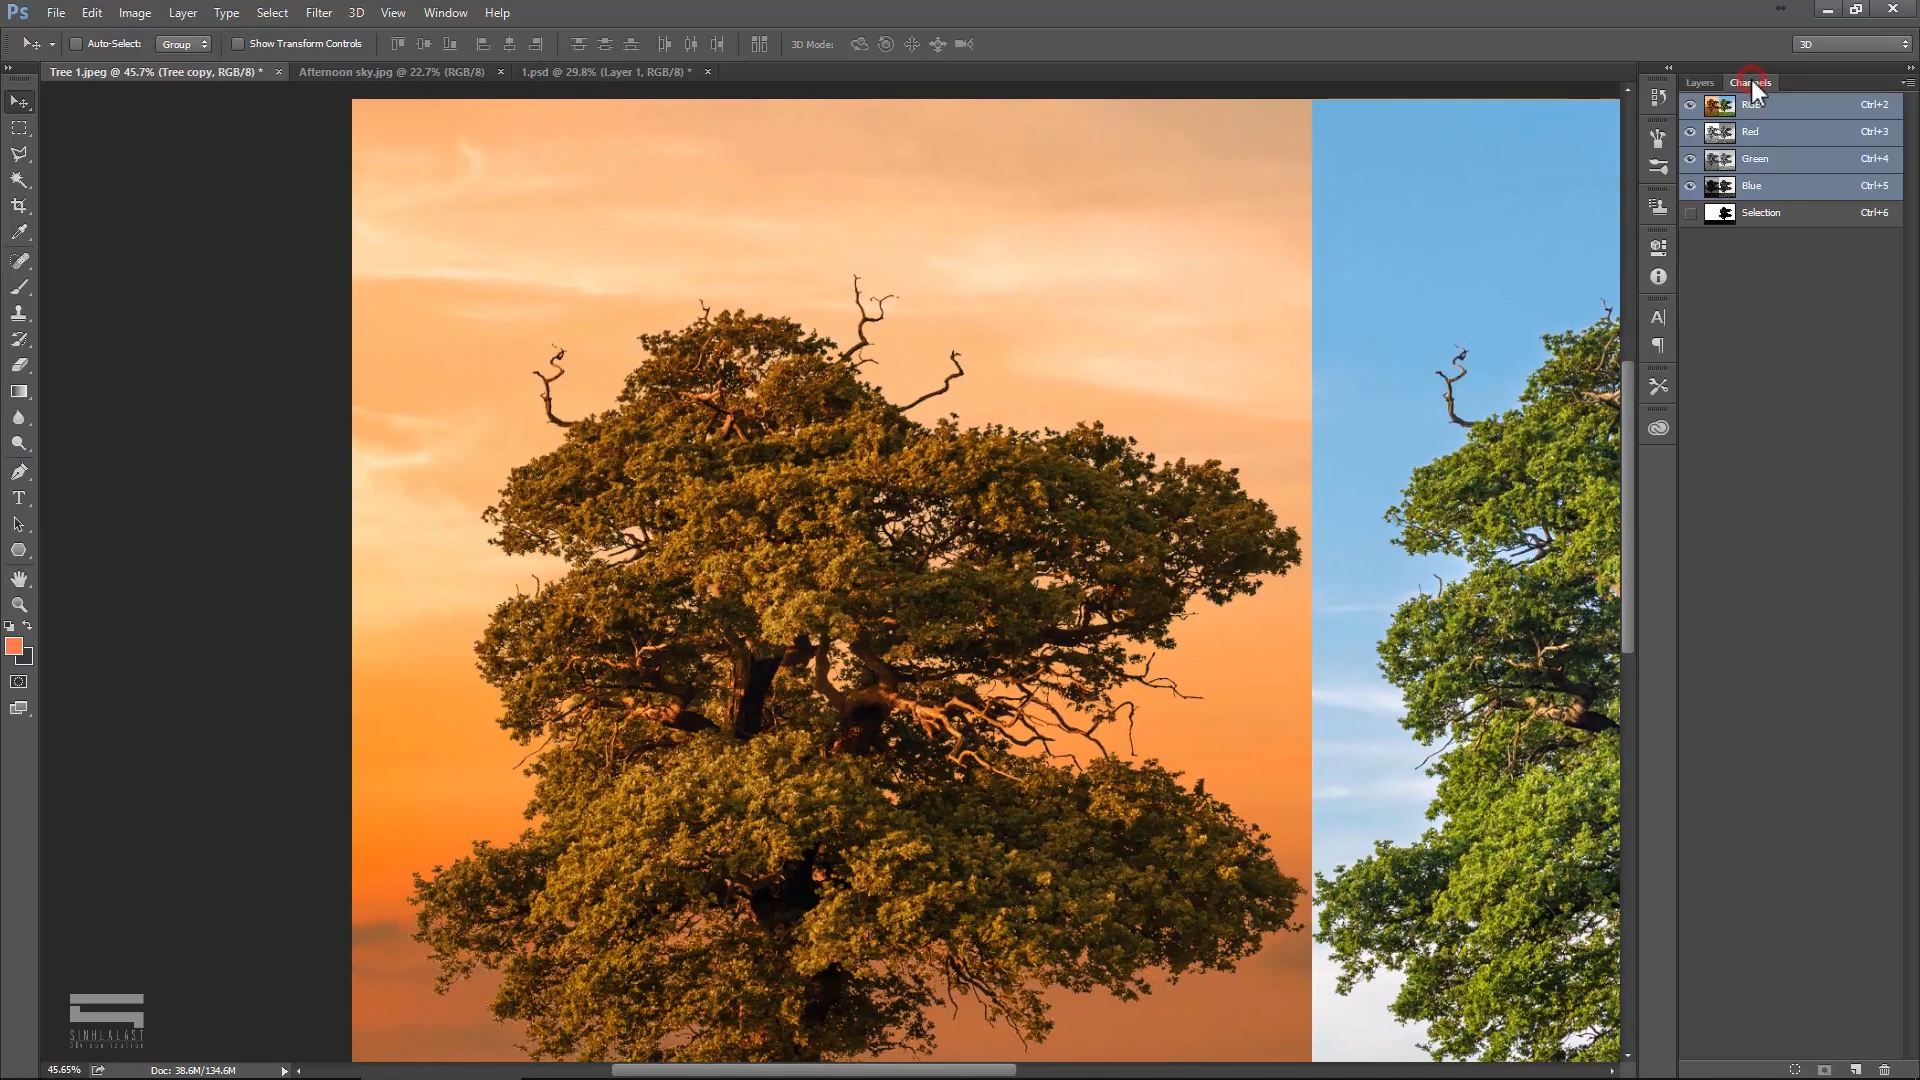 Ps File Edit Image Layer Type Select Filter 3D View Window Help
Auto-Select: Group Show Transform Controls 3D Mode: 3D
Tree 1.jpeg @ 45.7% (Tree copy, RGB/8) * × Afternoon sky.jpg @ 22.7% (RGB/8) × 1.psd @ 29.8% (Layer 1, RGB/8) * ×
Layers Channels
RGB Ctrl+2
Red Ctrl+3
Green Ctrl+4
Blue Ctrl+5
Selection Ctrl+6
SINHLALAST
3Dvisualization
45.65% Doc: 38.6M/134.6M